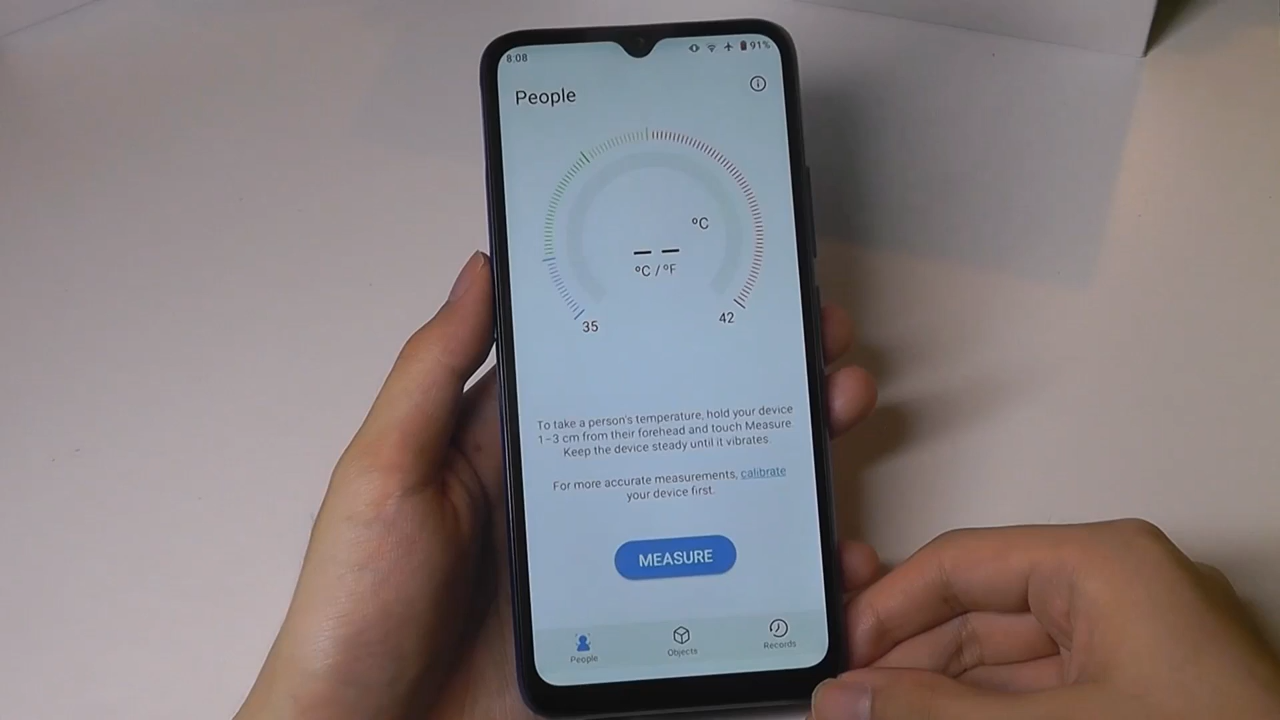 8:08
91%
People
°C
— —
°C / °F
35
42
To take a person's temperature, hold your device
1–3 cm from their forehead and touch Measure.
Keep the device steady until it vibrates.
For more accurate measurements, calibrate
your device first.
MEASURE
People
Objects
Records